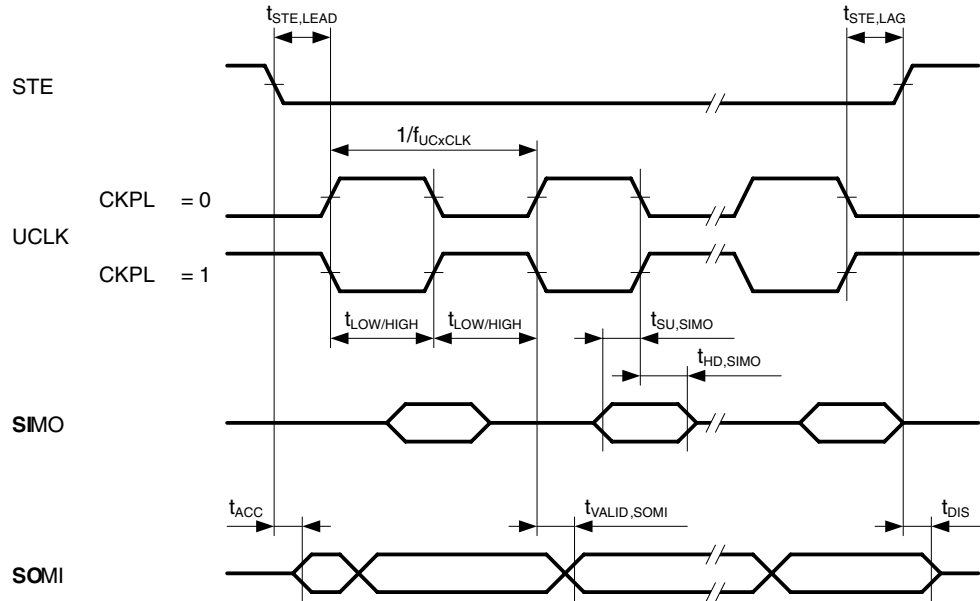 tSTE,LEAD
tSTE,LAG
STE
1/fUCxCLK
CKPL = 0
UCLK
CKPL = 1
tLOW/HIGH tLOW/HIGH tSU,SIMO
tHD,SIMO
SIMO
tACC tVALID,SOMI tDIS
SOMI